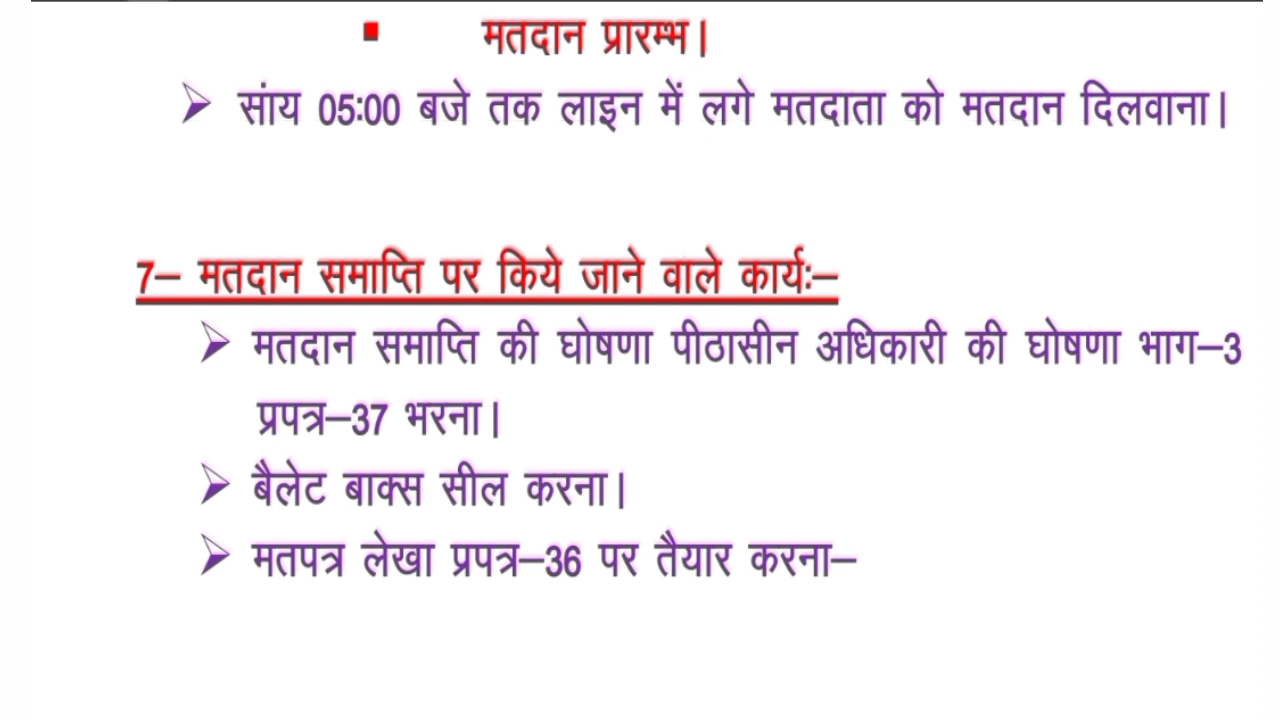 ▪ मतदान प्रारम्भ।
➢ सांय 05:00 बजे तक लाइन में लगे मतदाता को मतदान दिलवाना।
7– मतदान समाप्ति पर किये जाने वाले कार्यः–
➢ मतदान समाप्ति की घोषणा पीठासीन अधिकारी की घोषणा भाग–3
प्रपत्र–37 भरना।
➢ बैलेट बाक्स सील करना।
➢ मतपत्र लेखा प्रपत्र–36 पर तैयार करना–